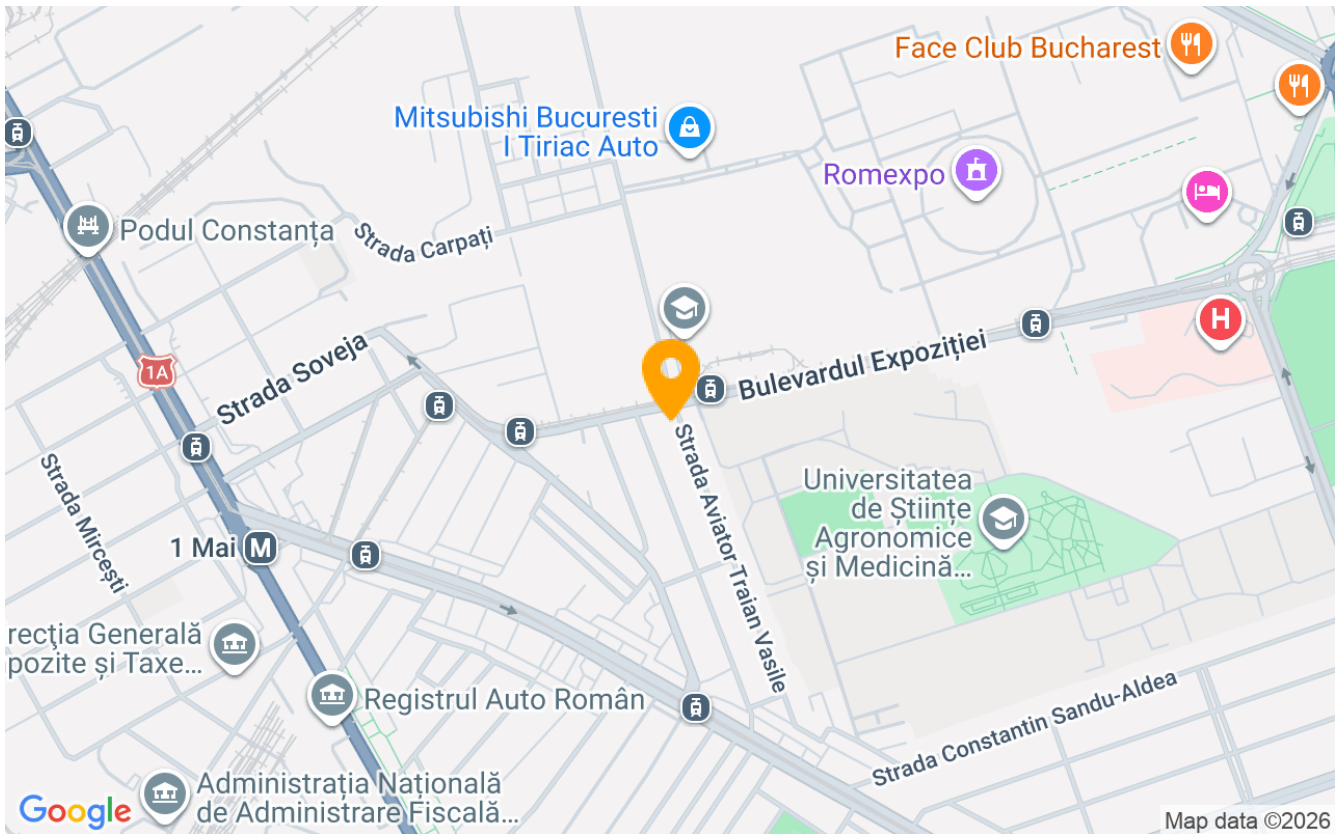 Face Club Bucharest
Mitsubishi Bucuresti
| Tiriac Auto
Romexpo
Podul Constanța
Strada Carpați
H
Bulevardul Expoziției
Strada Soveja
1A
Strada Mircești
Strada Aviator Traian Vasile
Universitatea
de Științe
Agronomice
și Medicină...
1 Mai M
recția Generală
pozite și Taxe...
Registrul Auto Român
Strada Constantin Sandu-Aldea
Administrația Națională
de Administrare Fiscală...
Google
Map data ©2026